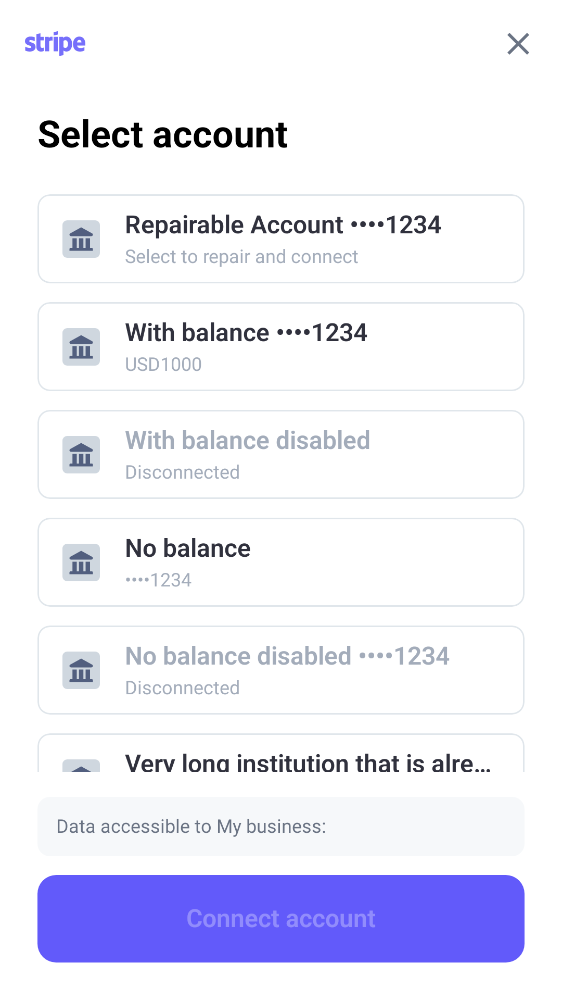 stripe
Select account
Repairable Account ••••1234
Select to repair and connect
With balance ••••1234
USD1000
With balance disabled
Disconnected
No balance
••••1234
No balance disabled ••••1234
Disconnected
Very long institution that is alre...
Data accessible to My business:
Connect account